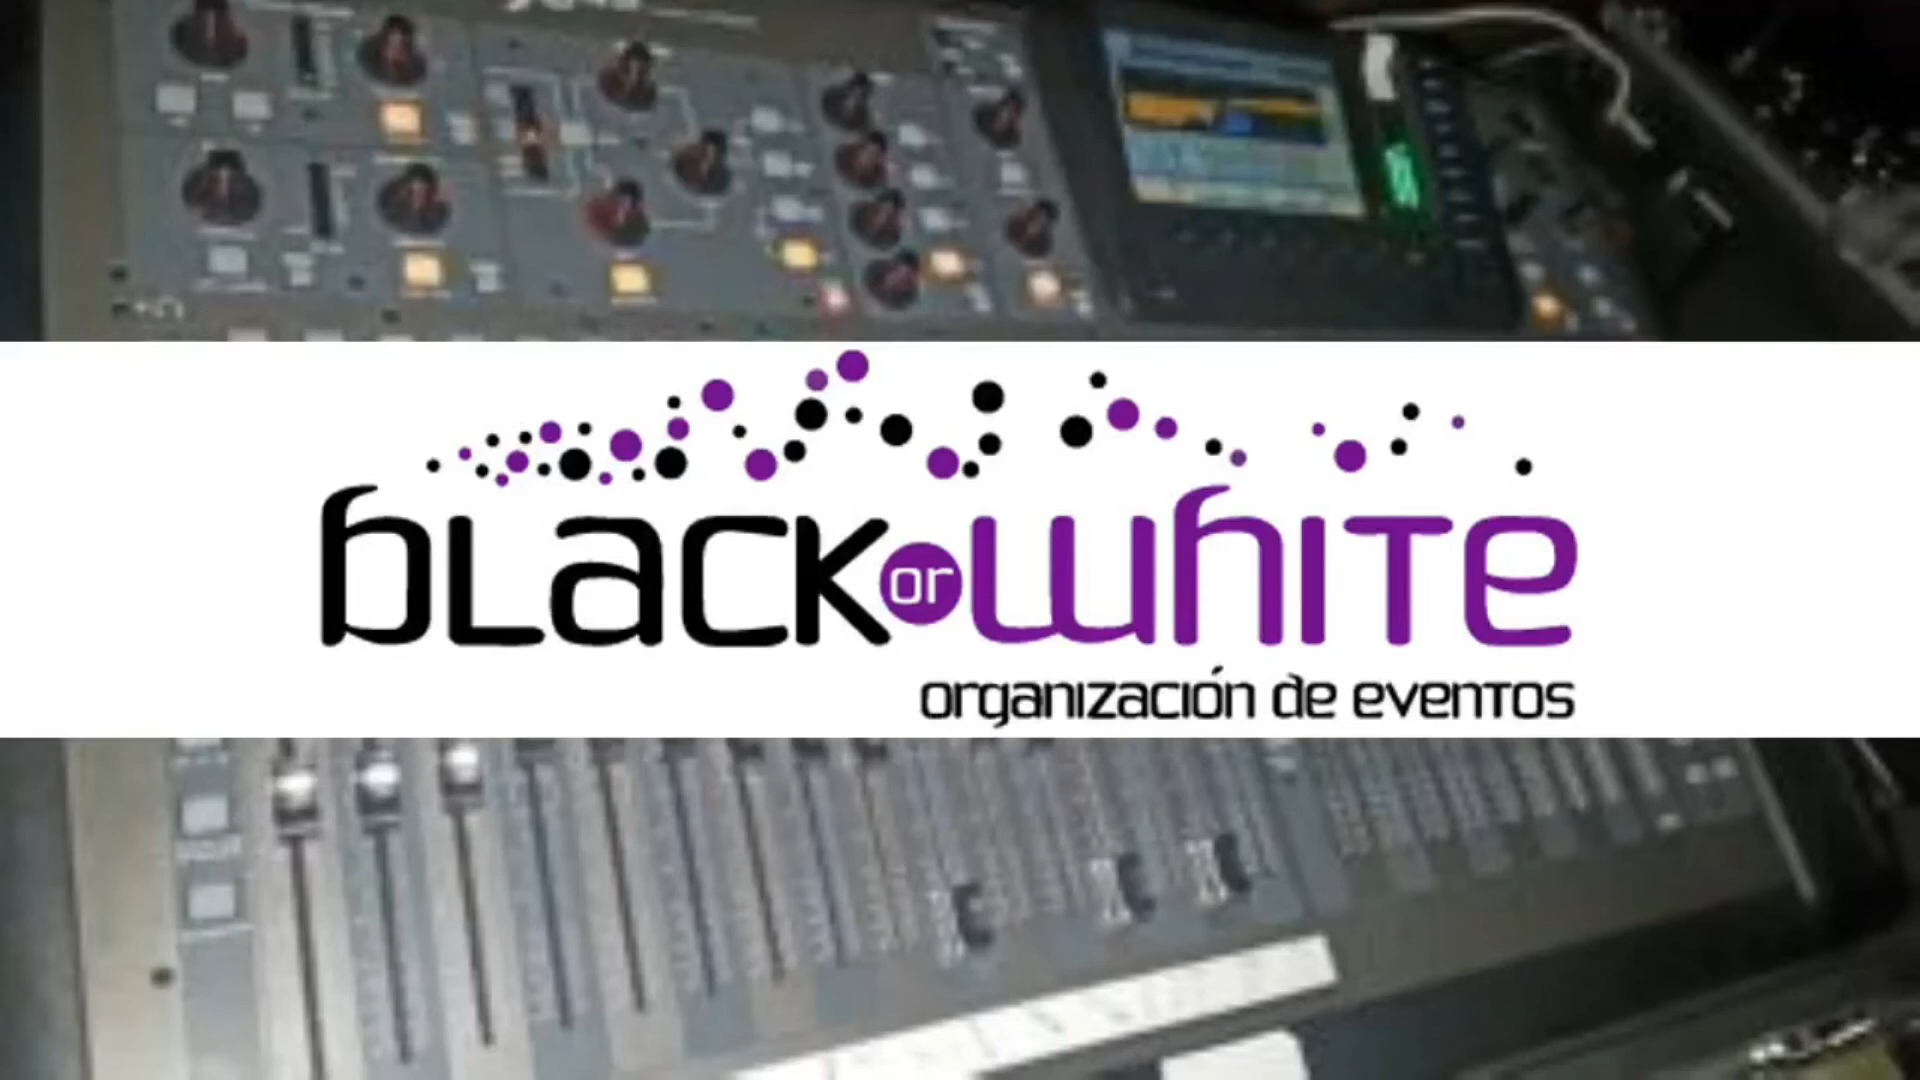 black or white
organización de eventos